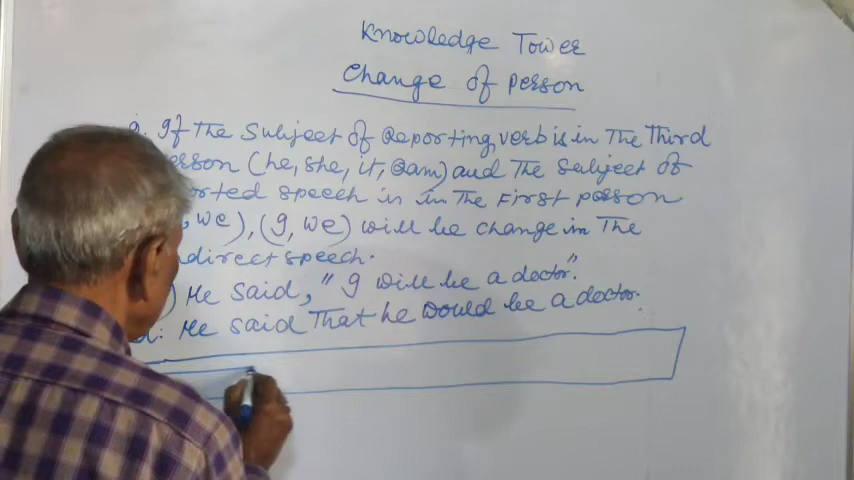 Knowledge Tower
Change of person
If The Subject of Reporting verb is in The Third
(he, she, it, Ram) and The Subject of
speech is in The First person
we), (I, we) will be change in The
direct speech.
) He said, "I will be a doctor."
He said That he would be a doctor.